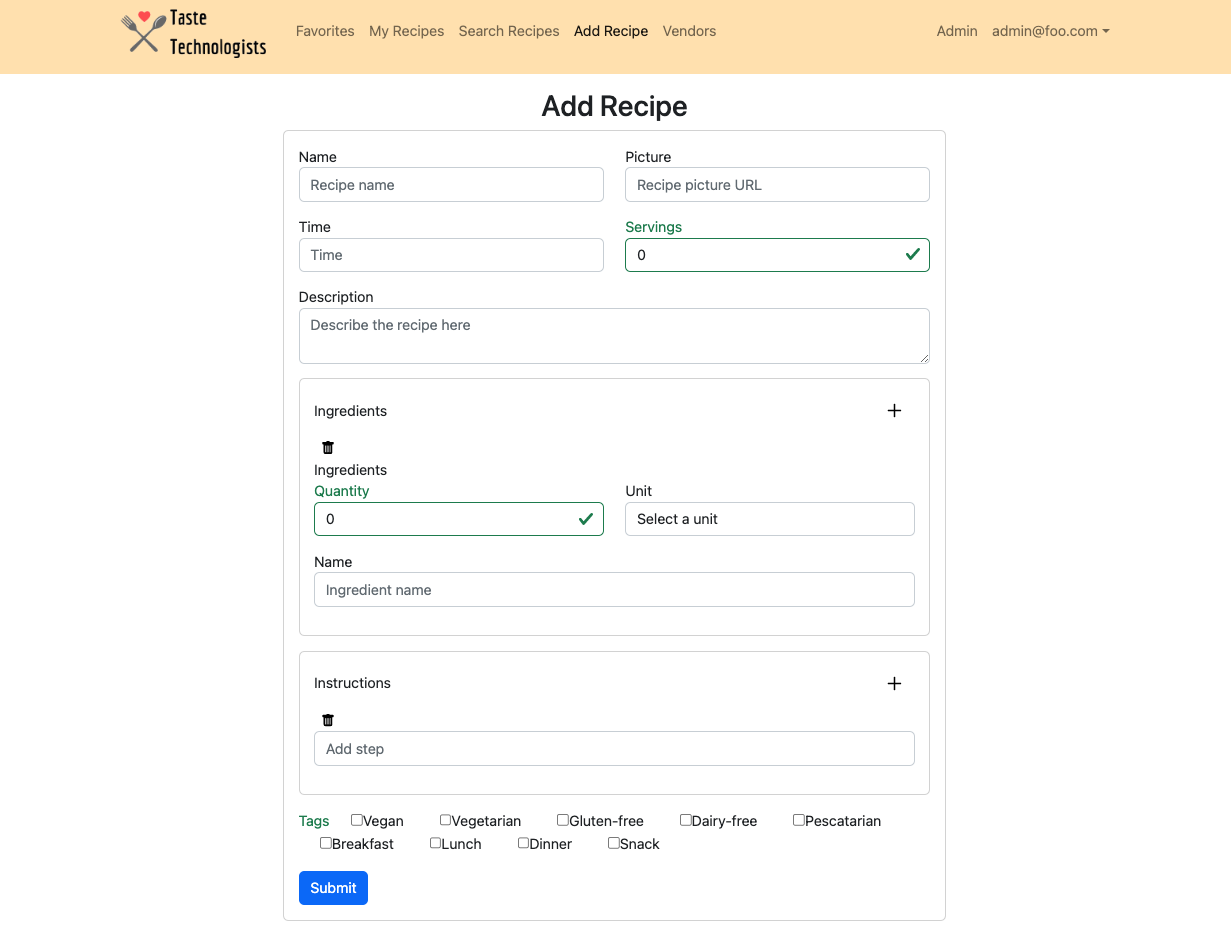 Taste
Technologists
Favorites My Recipes Search Recipes Add Recipe Vendors Admin admin@foo.com
Add Recipe
Name Picture
Recipe name Recipe picture URL
Time Servings
Time 0
Description
Describe the recipe here
Ingredients
Ingredients
Quantity Unit
0 Select a unit
Name
Ingredient name
Instructions
Add step
Tags Vegan Vegetarian Gluten-free Dairy-free Pescatarian
Breakfast Lunch Dinner Snack
Submit